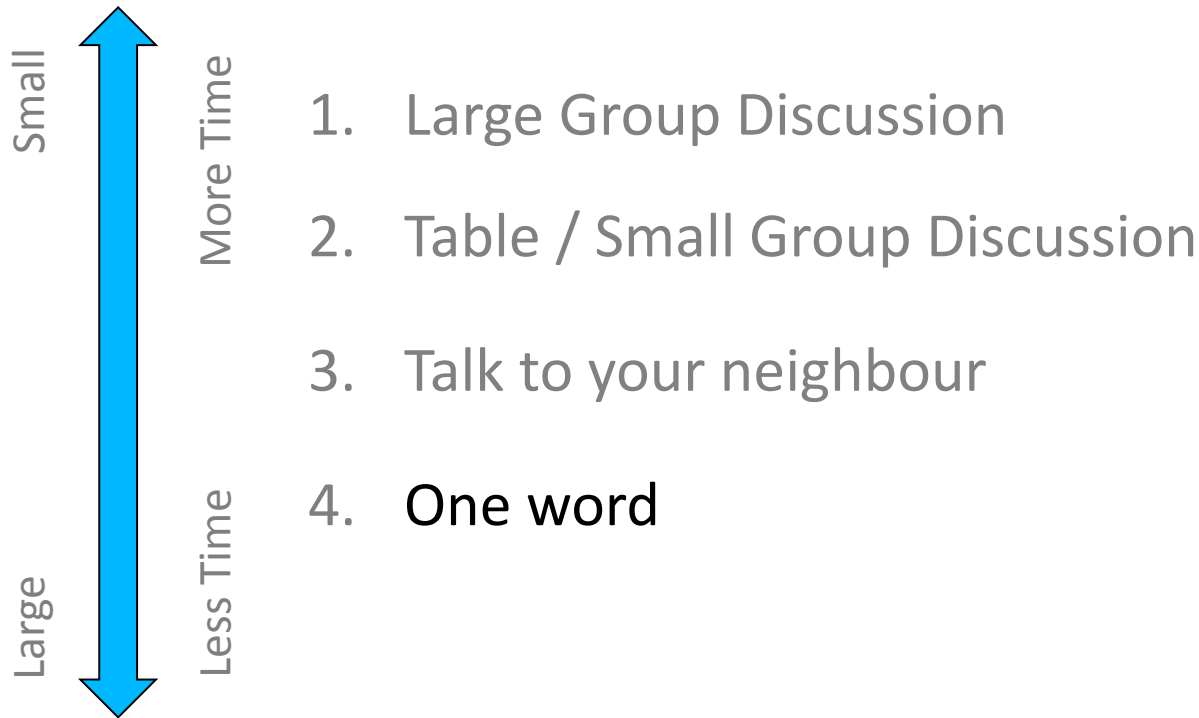 Small
More Time
1. Large Group Discussion
2. Table / Small Group Discussion
3. Talk to your neighbour
4. One word
Large
Less Time